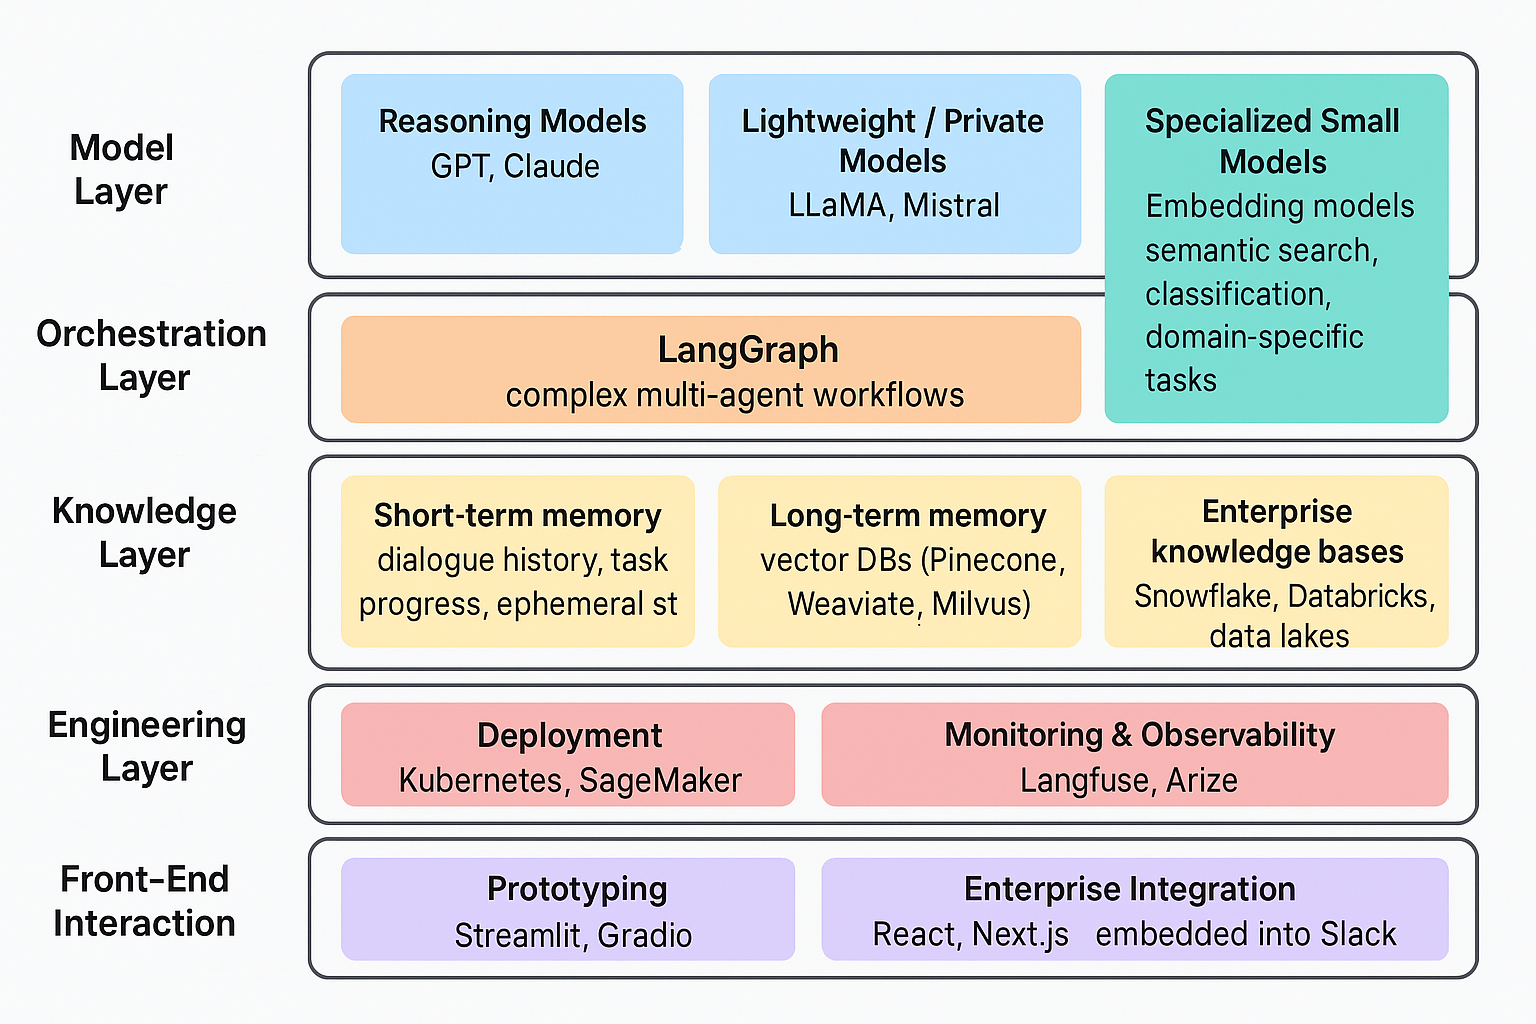 Model
Layer
Reasoning Models
GPT, Claude
Lightweight / Private
Models
LLaMA, Mistral
Specialized Small
Models
Embedding models
semantic search,
classification,
domain-specific
tasks
Orchestration
Layer
LangGraph
complex multi-agent workflows
Knowledge
Layer
Short-term memory
dialogue history, task
progress, ephemeral st
Long-term memory
vector DBs (Pinecone,
Weaviate, Milvus)
Enterprise
knowledge bases
Snowflake, Databricks,
data lakes
Engineering
Layer
Deployment
Kubernetes, SageMaker
Monitoring & Observability
Langfuse, Arize
Front-End
Interaction
Prototyping
Streamlit, Gradio
Enterprise Integration
React, Next.js embedded into Slack